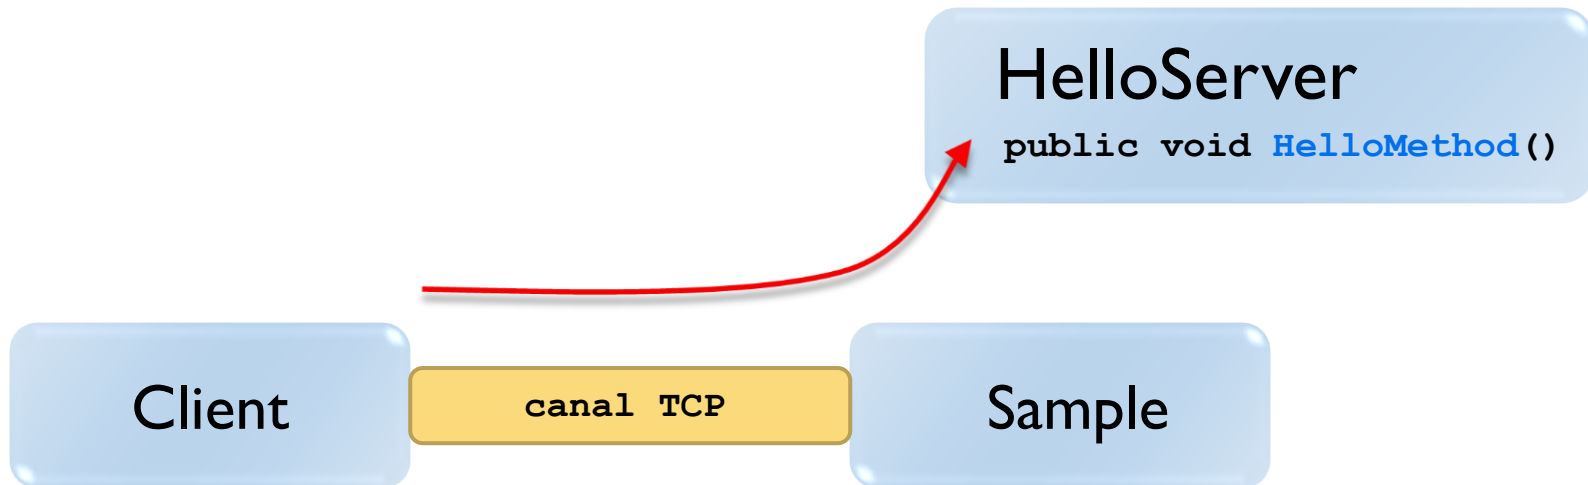 HelloServer
public void HelloMethod()
Client
canal TCP
Sample